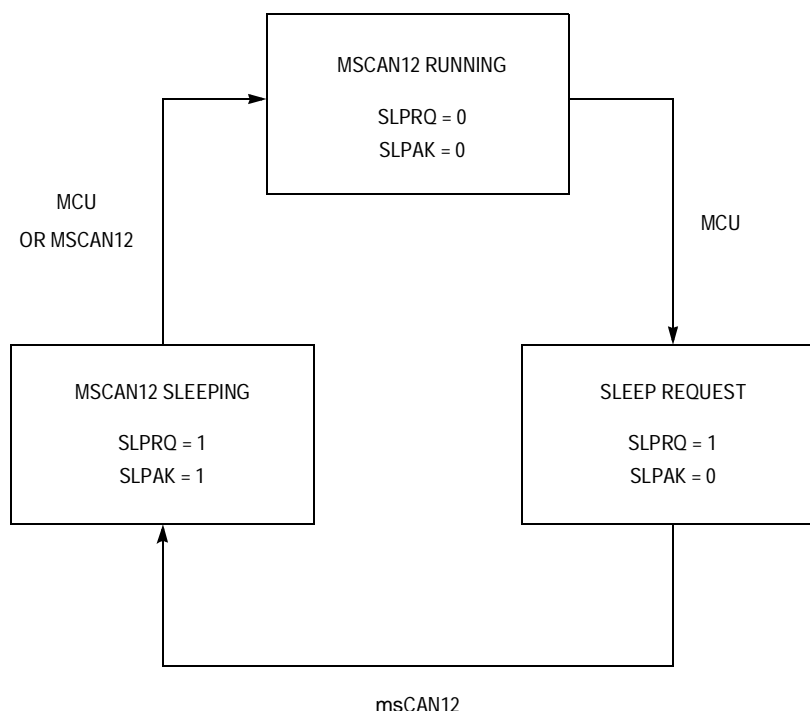 MSCAN12 RUNNING
SLPRQ = 0
SLPAK = 0
MCU
OR MSCAN12
MCU
MSCAN12 SLEEPING
SLPRQ = 1
SLPAK = 1
SLEEP REQUEST
SLPRQ = 1
SLPAK = 0
msCAN12